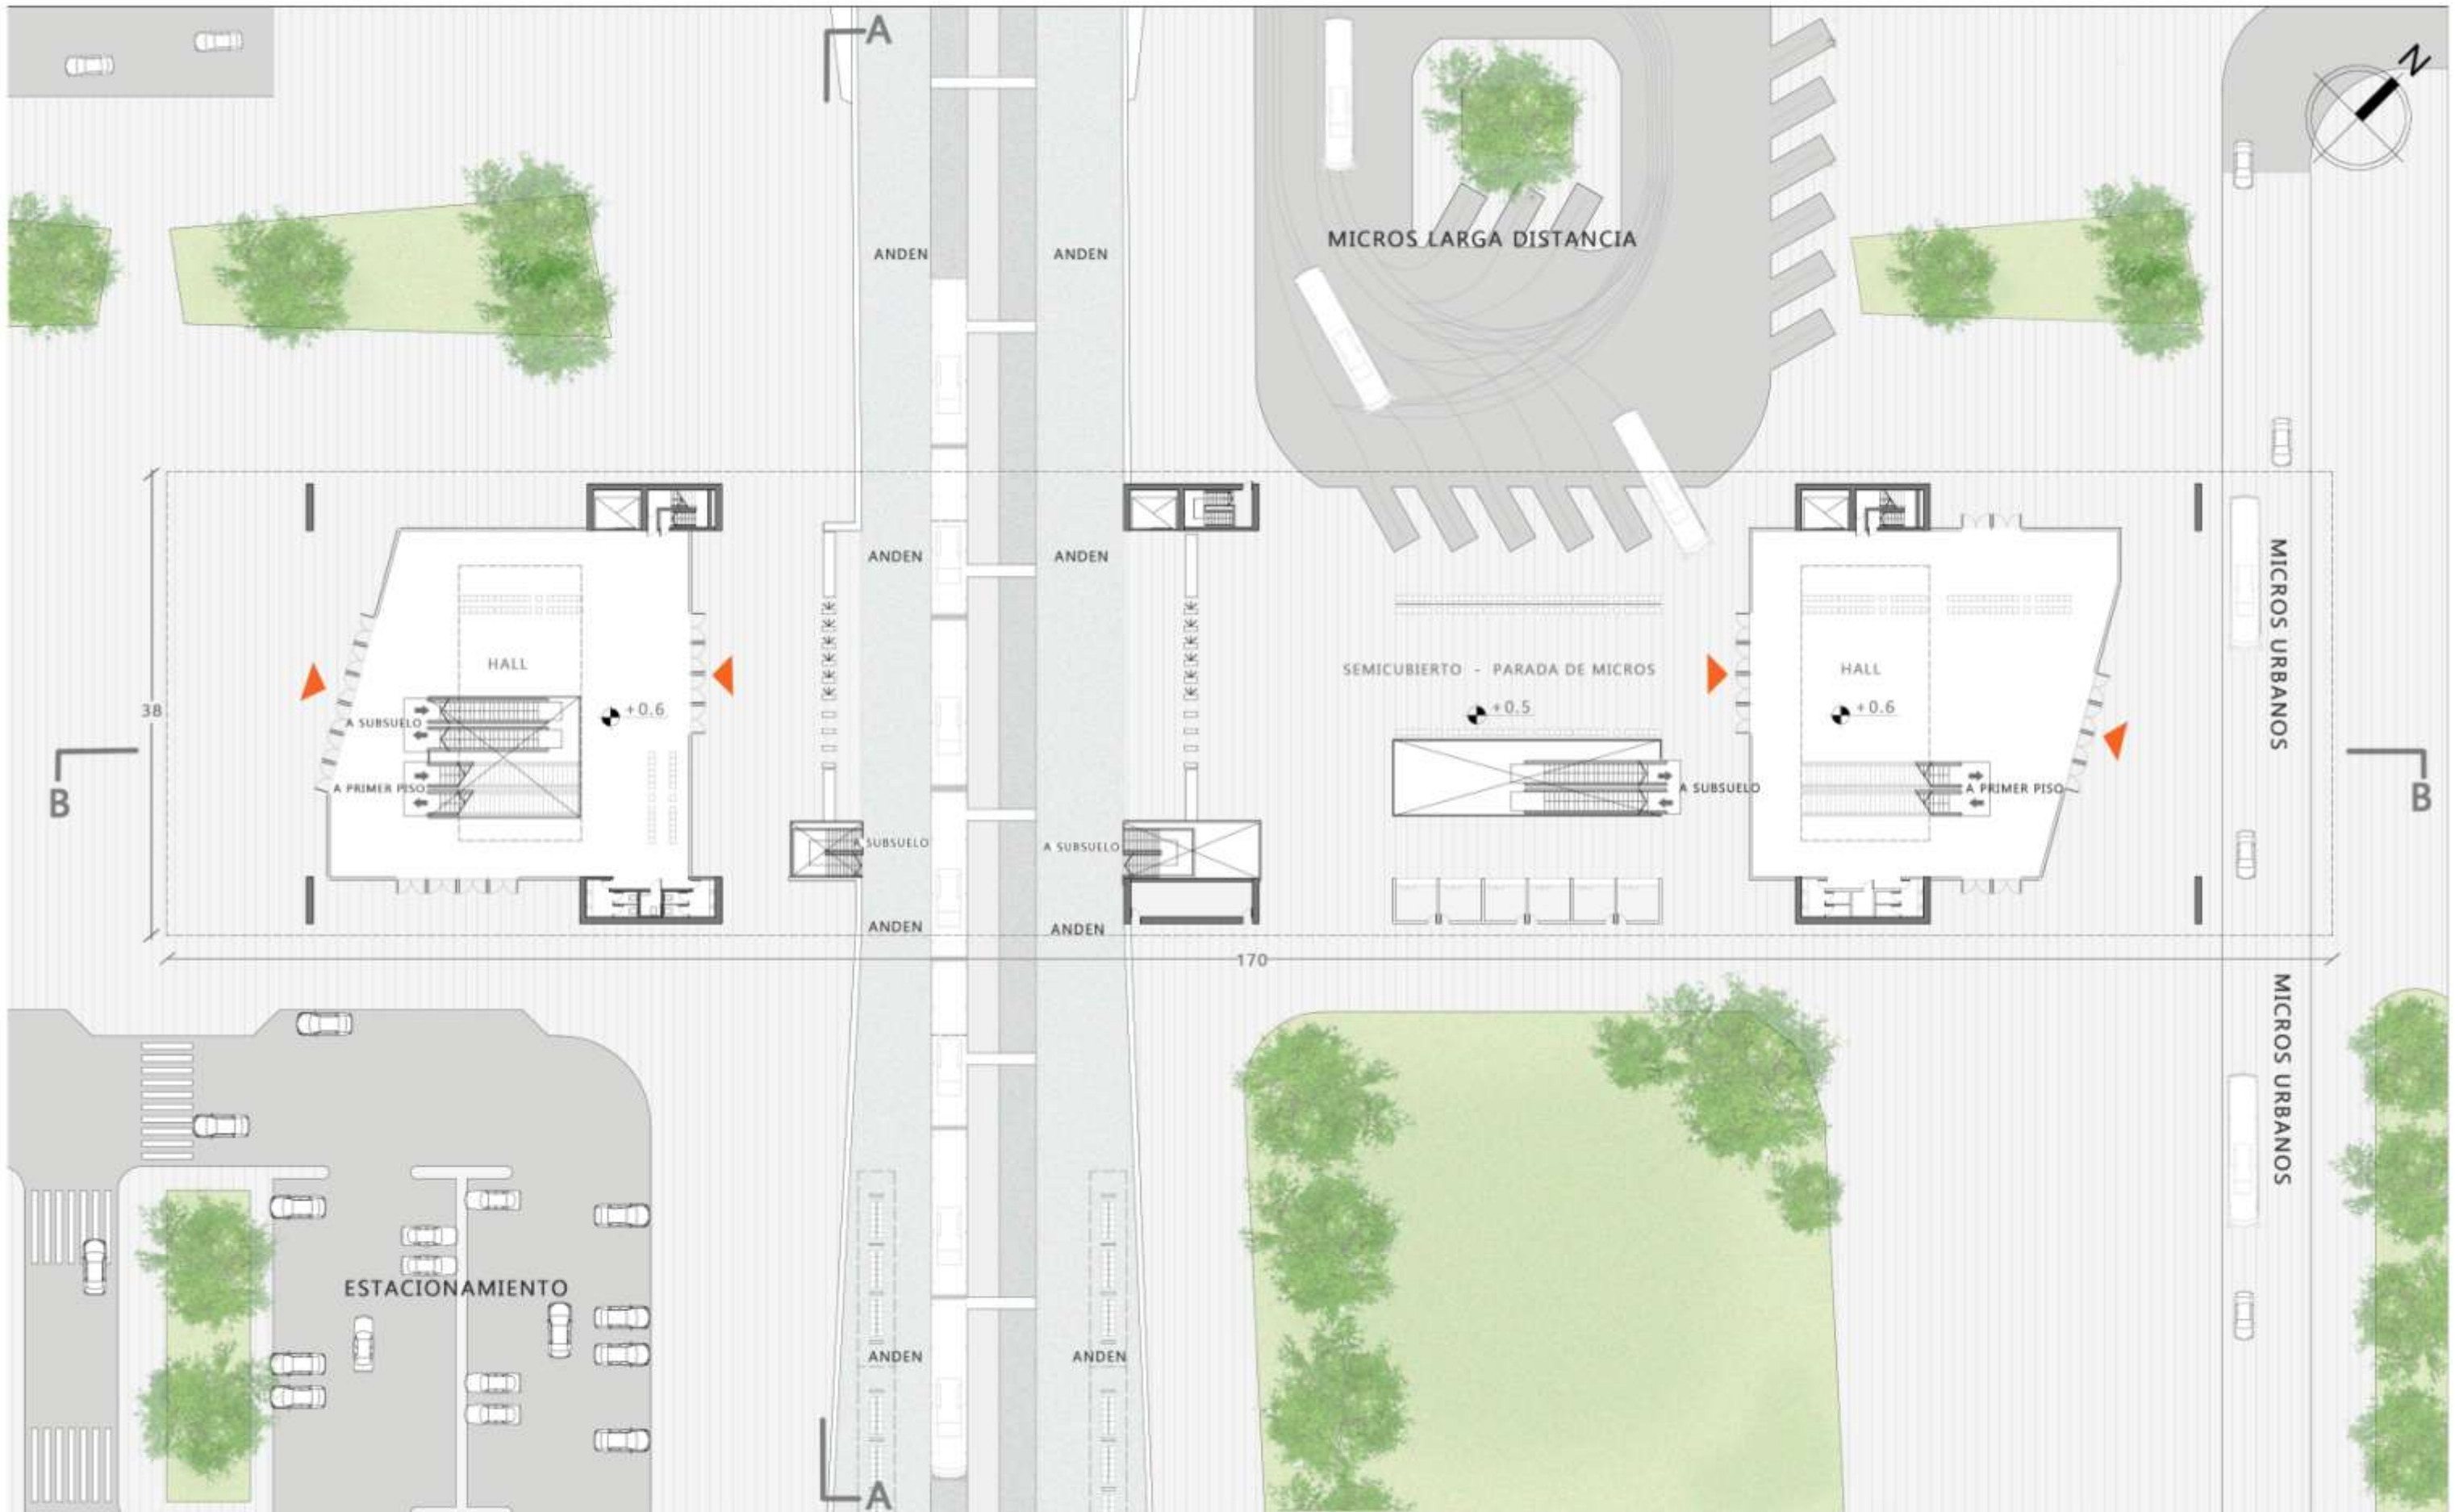 A
N
MICROS LARGA DISTANCIA
ANDEN
ANDEN
ANDEN
ANDEN
HALL
SEMICUBIERTO - PARADA DE MICROS
HALL
MICROS URBANOS
+0.6
+0.5
+0.6
38
A SUBSUELO
A PRIMER PISO
A SUBSUELO
A PRIMER PISO
B
B
A SUBSUELO
A SUBSUELO
ANDEN
ANDEN
170
MICROS URBANOS
ESTACIONAMIENTO
ANDEN
ANDEN
A